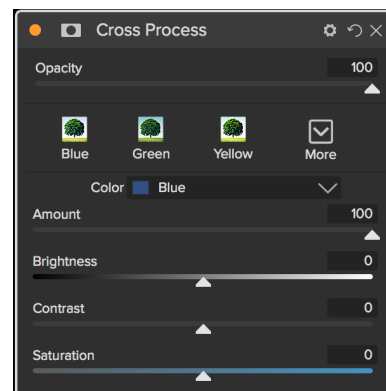 Cross Process
Opacity 100
Blue Green Yellow More
Color Blue
Amount 100
Brightness 0
Contrast 0
Saturation 0